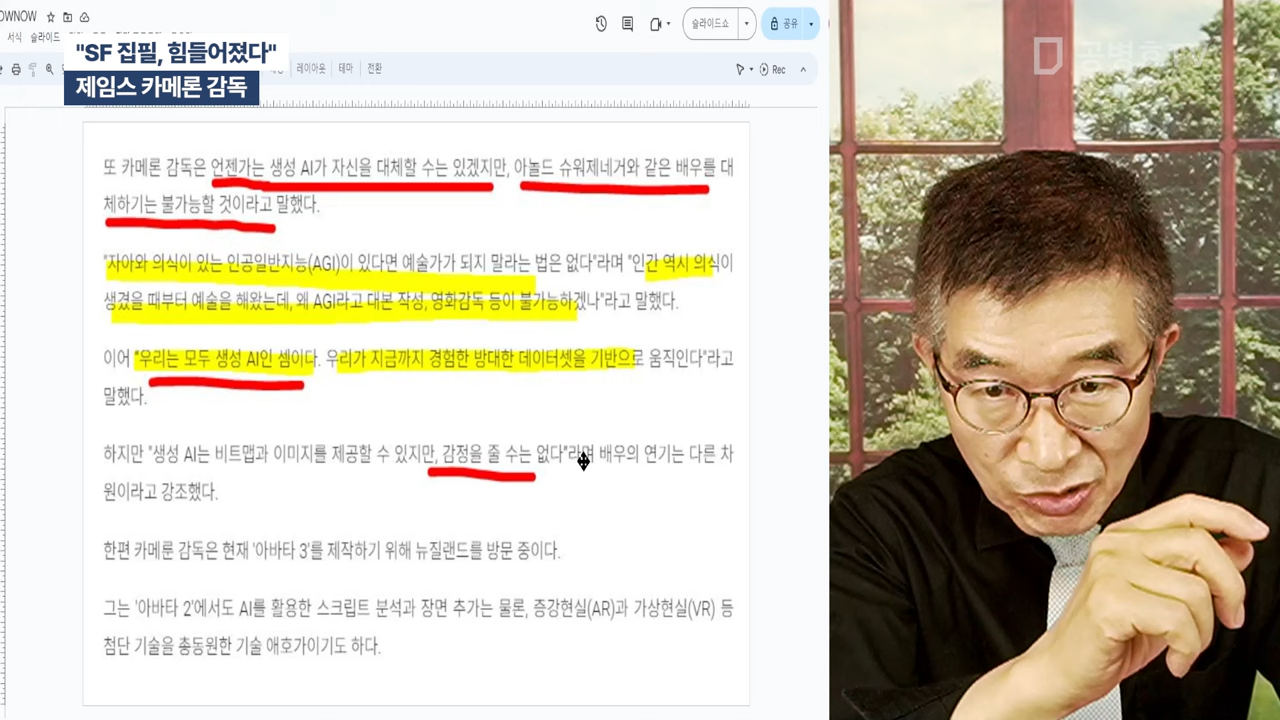 OWNOW
서식 슬라이드
"SF 집필, 힘들어졌다"
제임스 카메론 감독
레이아웃 테마 전환
슬라이드쇼
공유
Rec
공병호TV
또 카메론 감독은 언젠가는 생성 AI가 자신을 대체할 수는 있겠지만, 아놀드 슈워제네거와 같은 배우를 대
체하기는 불가능할 것이라고 말했다.
"자아와 의식이 있는 인공일반지능(AGI)이 있다면 예술가가 되지 말라는 법은 없다"라며 "인간 역시 의식이
생겼을 때부터 예술을 해왔는데, 왜 AGI라고 대본 작성, 영화감독 등이 불가능하겠나"라고 말했다.
이어 "우리는 모두 생성 AI인 셈이다. 우리가 지금까지 경험한 방대한 데이터셋을 기반으로 움직인다"라고
말했다.
하지만 "생성 AI는 비트맵과 이미지를 제공할 수 있지만, 감정을 줄 수는 없다"라며 배우의 연기는 다른 차
원이라고 강조했다.
한편 카메룬 감독은 현재 '아바타 3'를 제작하기 위해 뉴질랜드를 방문 중이다.
그는 '아바타 2'에서도 AI를 활용한 스크립트 분석과 장면 추가는 물론, 증강현실(AR)과 가상현실(VR) 등
첨단 기술을 총동원한 기술 애호가이기도 하다.